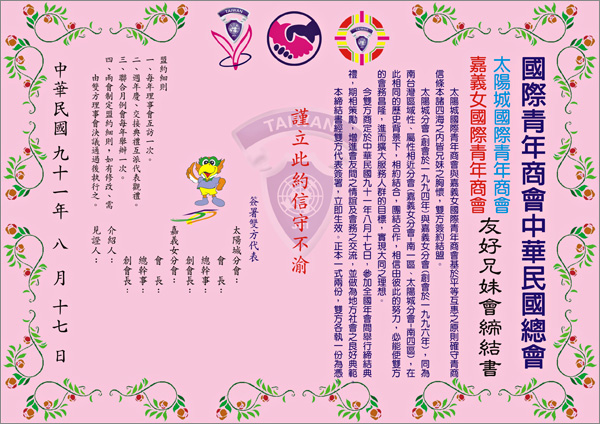 國際青年商會中華民國總會
太陽城國際青年商會
嘉義女國際青年商會
友好兄妹會締結書
太陽城國際青年商會與嘉義女國際青年商會基於平等互惠之原則確守青商
信條本諸四海之內皆兄妹之胸懷，雙方簽約結盟。
太陽城分會(創會於一九九四年)與嘉義女分會(創會於一九九六年)，同為
南台灣區域性、屬性相近分會(嘉義女分會-南一區、太陽城分會-南四區)，在
此相同的歷史背景下，相約結合，團結合作，相信由彼此的努力，必能使雙方
的會務昌隆，進而擴大服務人群的目標，實現大同之理想。
今雙方商定於中華民國九十一年八月十七日，參加全國年會間舉行締結典
禮，期相策勵，增進會友間之情誼及會務之交流，並做為地方社會之良好典範
本締結書經雙方代表簽署，立即生效。正本一式兩份，雙方各執一份為憑
謹立此約信守不渝
TAIWAN
TAIWAN
簽署雙方代表
太陽城分會：
會長：
總幹事：
創會長：
嘉義女分會：
會長：
總幹事：
創會長：
介紹人：
見證人：
盟約細則
一、每年理事會互訪一次。
二、週年慶、交接典禮互派代表觀禮。
三、聯合月例會每年舉辦一次。
四、兩會制定盟約細則，如有修改、需
由雙方理事會決議通過後執行之。
中華民國九十一年八月十七日